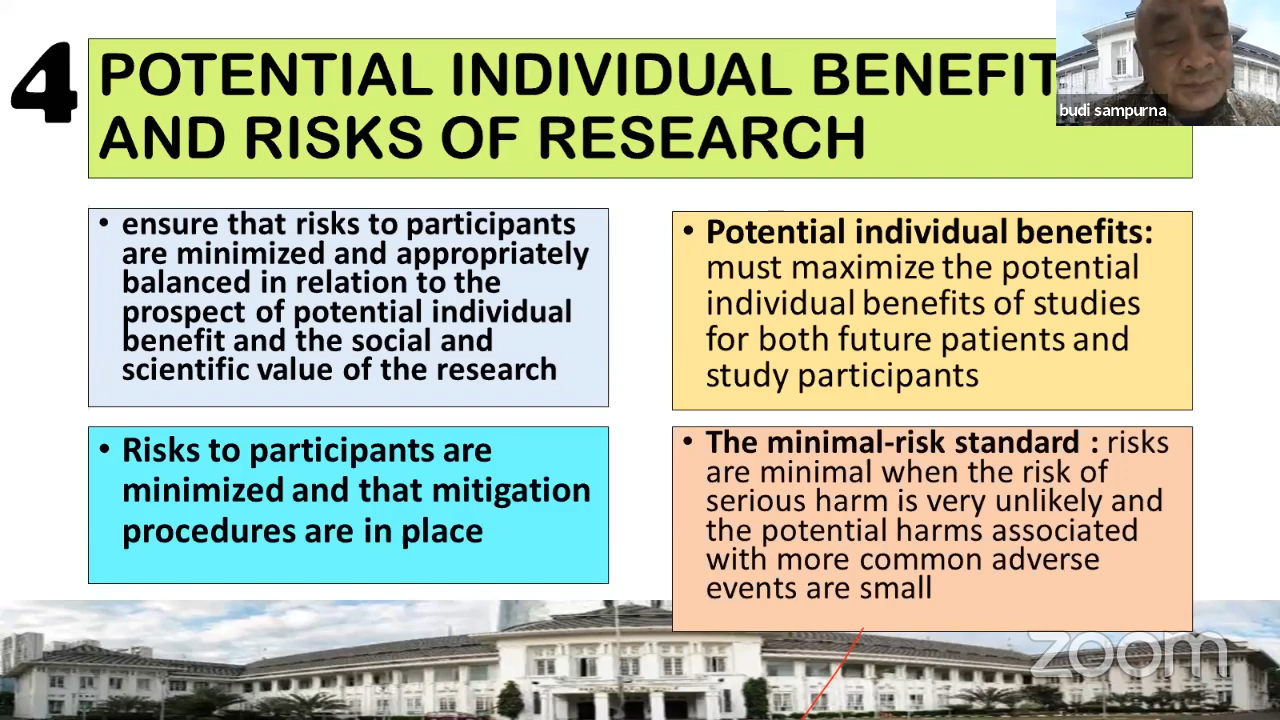 4
POTENTIAL INDIVIDUAL BENEFIT
AND RISKS OF RESEARCH
budi sampurna
• ensure that risks to participants
are minimized and appropriately
balanced in relation to the
prospect of potential individual
benefit and the social and
scientific value of the research
• Potential individual benefits:
must maximize the potential
individual benefits of studies
for both future patients and
study participants
• Risks to participants are
minimized and that mitigation
procedures are in place
• The minimal-risk standard : risks
are minimal when the risk of
serious harm is very unlikely and
the potential harms associated
with more common adverse
events are small
zoom